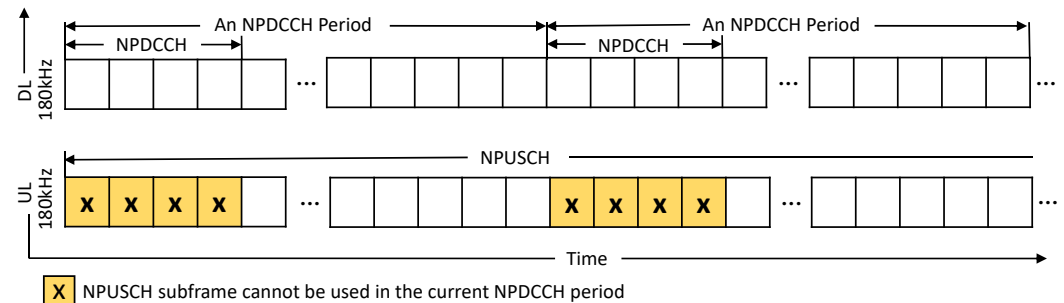 An NPDCCH Period An NPDCCH Period
NPDCCH NPDCCH
DL
180kHz
... ... ...
NPUSCH
UL
180kHz
X X X X ... X X X X ... ...
Time
X NPUSCH subframe cannot be used in the current NPDCCH period